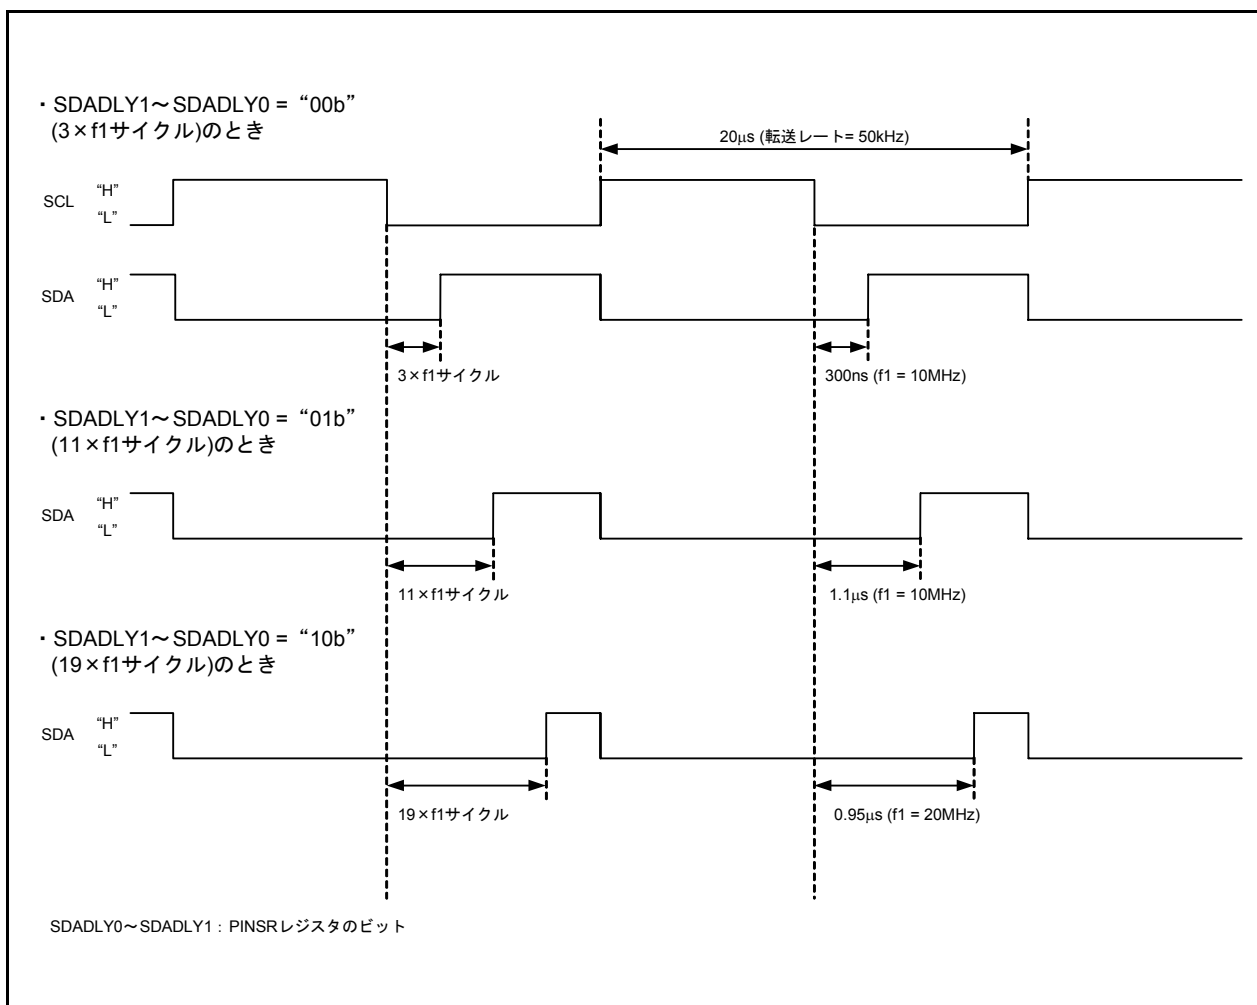 ・SDADLY1～SDADLY0 = “00b”
(3×f1サイクル)のとき
20μs (転送レート= 50kHz)
SCL
“H”
“L”
SDA
“H”
“L”
3×f1サイクル
300ns (f1 = 10MHz)
・SDADLY1～SDADLY0 = “01b”
(11×f1サイクル)のとき
SDA
“H”
“L”
11×f1サイクル
1.1μs (f1 = 10MHz)
・SDADLY1～SDADLY0 = “10b”
(19×f1サイクル)のとき
SDA
“H”
“L”
19×f1サイクル
0.95μs (f1 = 20MHz)
SDADLY0～SDADLY1 : PINSRレジスタのビット